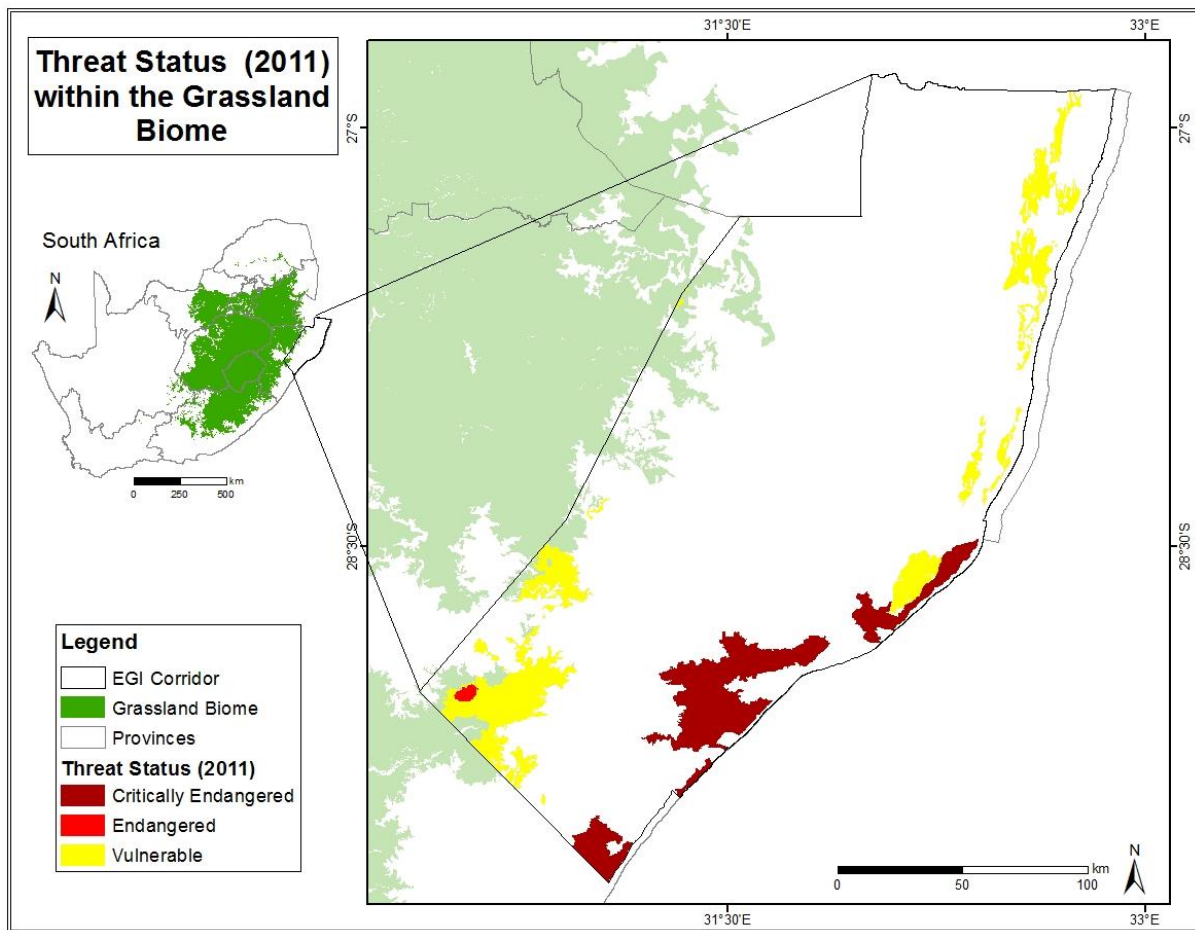 Threat Status (2011)
within the Grassland
Biome
South Africa
N
0 250 500 km
Legend
EGI Corridor
Grassland Biome
Provinces
Threat Status (2011)
Critically Endangered
Endangered
Vulnerable
31°30'E 33°E
27°S 27°S
28°30'S 28°30'S
N
km
0 50 100
31°30'E 33°E